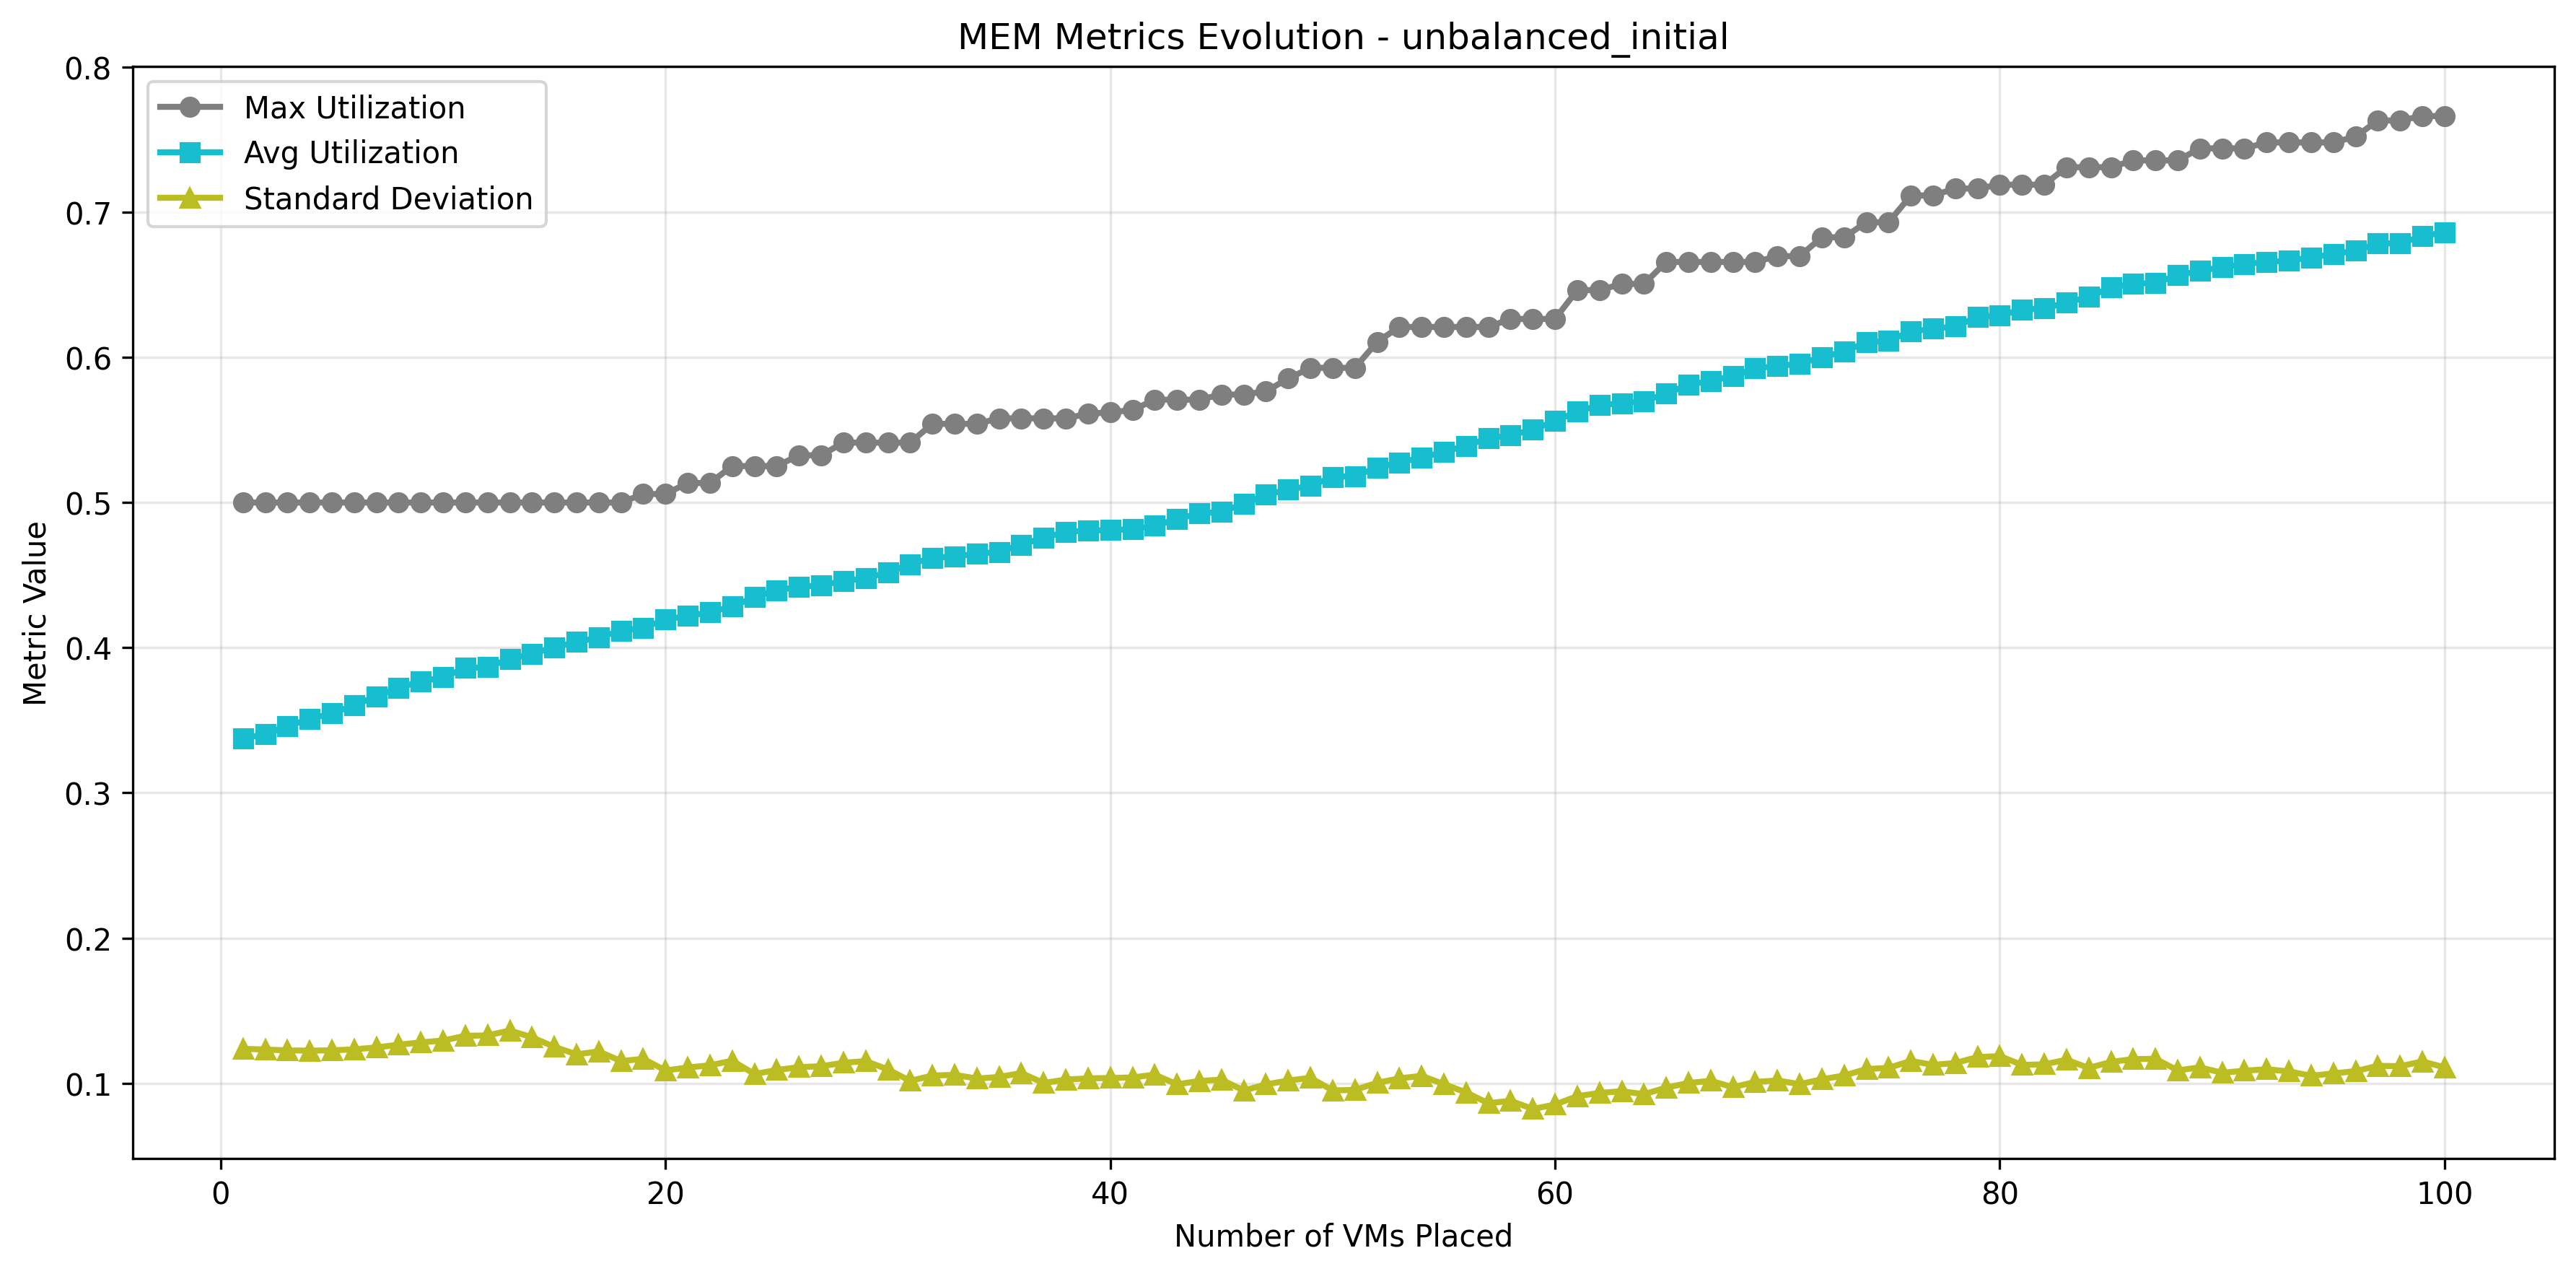 MEM Metrics Evolution - unbalanced_initial
Max Utilization
Avg Utilization
Standard Deviation
Metric Value
0.8
0.7
0.6
0.5
0.4
0.3
0.2
0.1
0 20 40 60 80 100
Number of VMs Placed